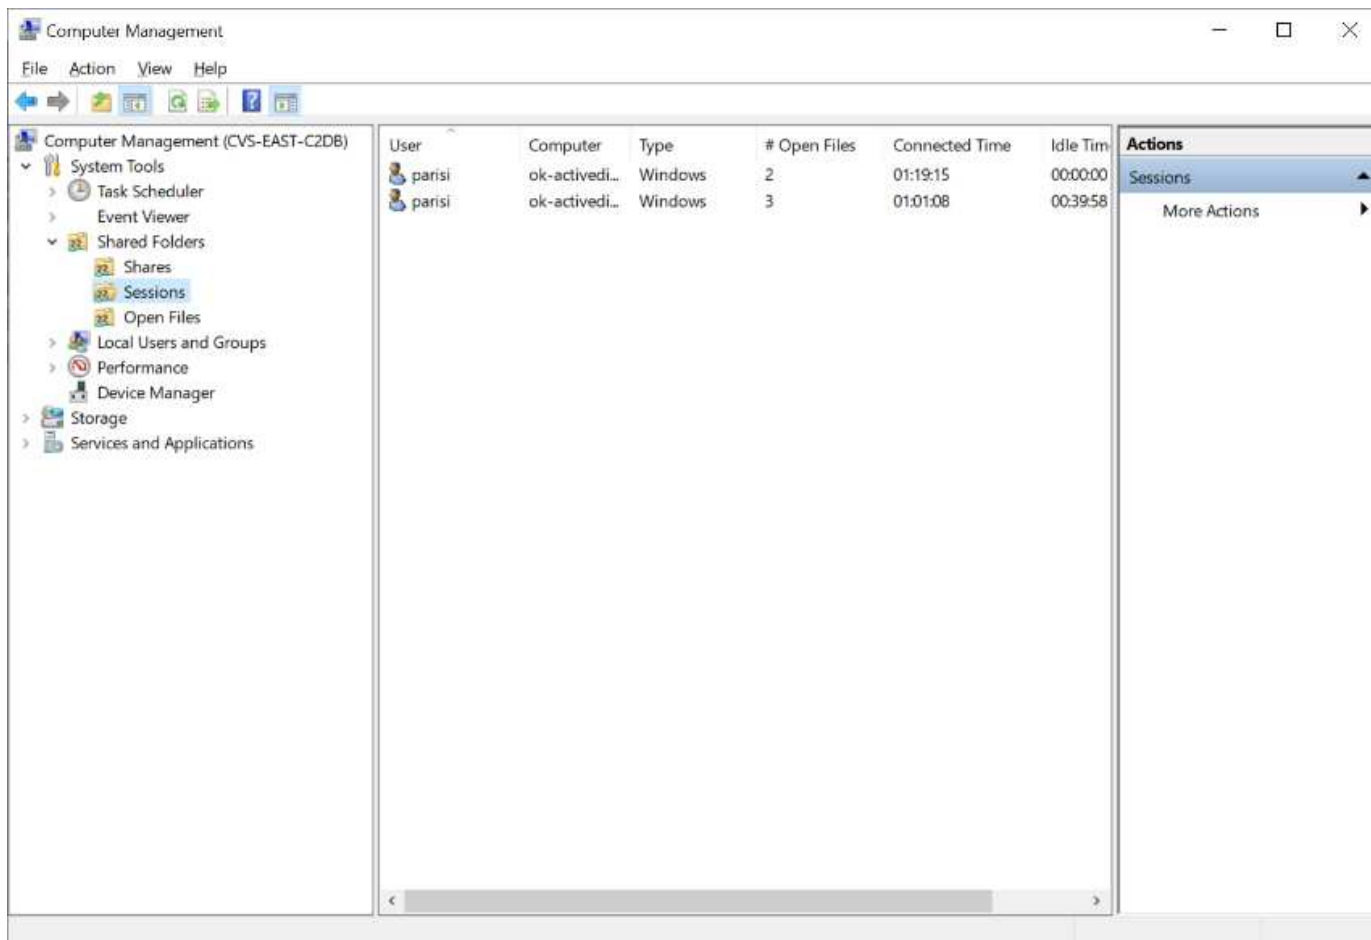 Computer Management
File Action View Help
Computer Management (CVS-EAST-C2DB)
System Tools
Task Scheduler
Event Viewer
Shared Folders
Shares
Sessions
Open Files
Local Users and Groups
Performance
Device Manager
Storage
Services and Applications
User Computer Type # Open Files Connected Time Idle Tim
parisi ok-activedi... Windows 2 01:19:15 00:00:00
parisi ok-activedi... Windows 3 01:01:08 00:39:58
Actions
Sessions
More Actions